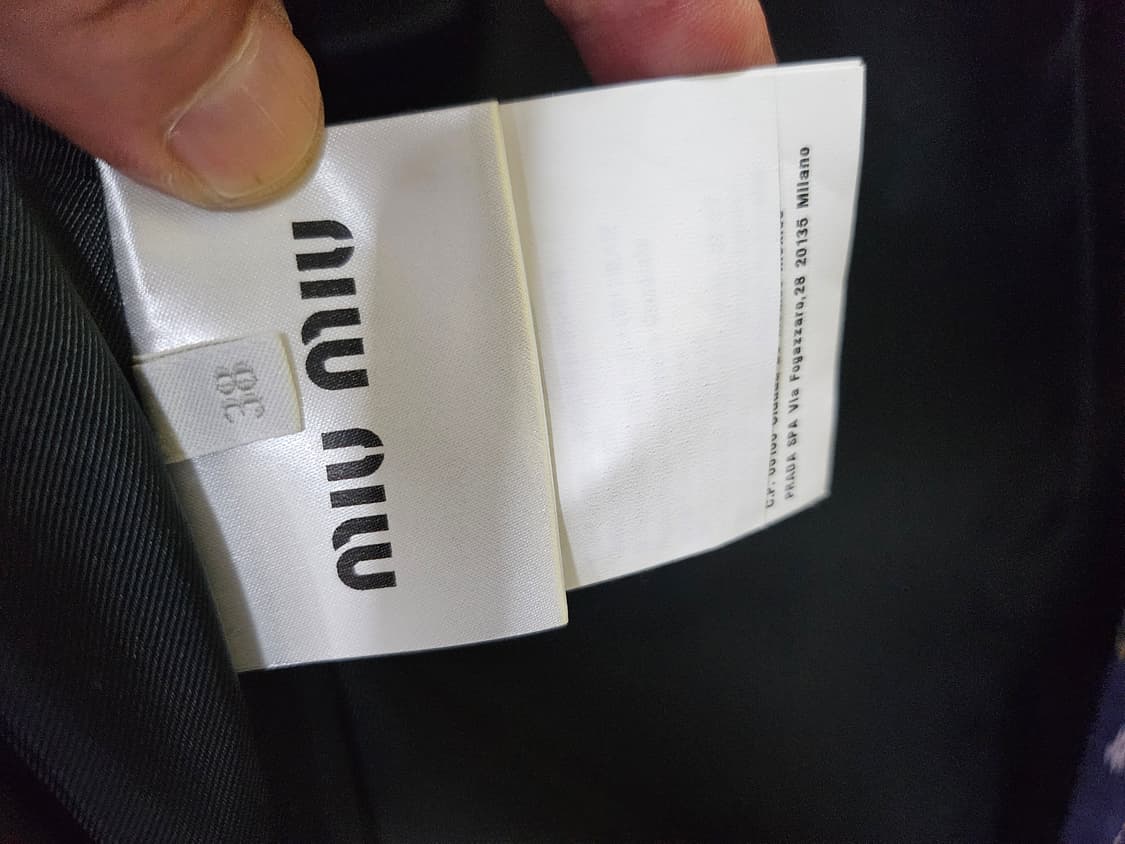 miu miu
38
C.P.
PRADA SPA Via Fogazzaro,28 20135 Milano